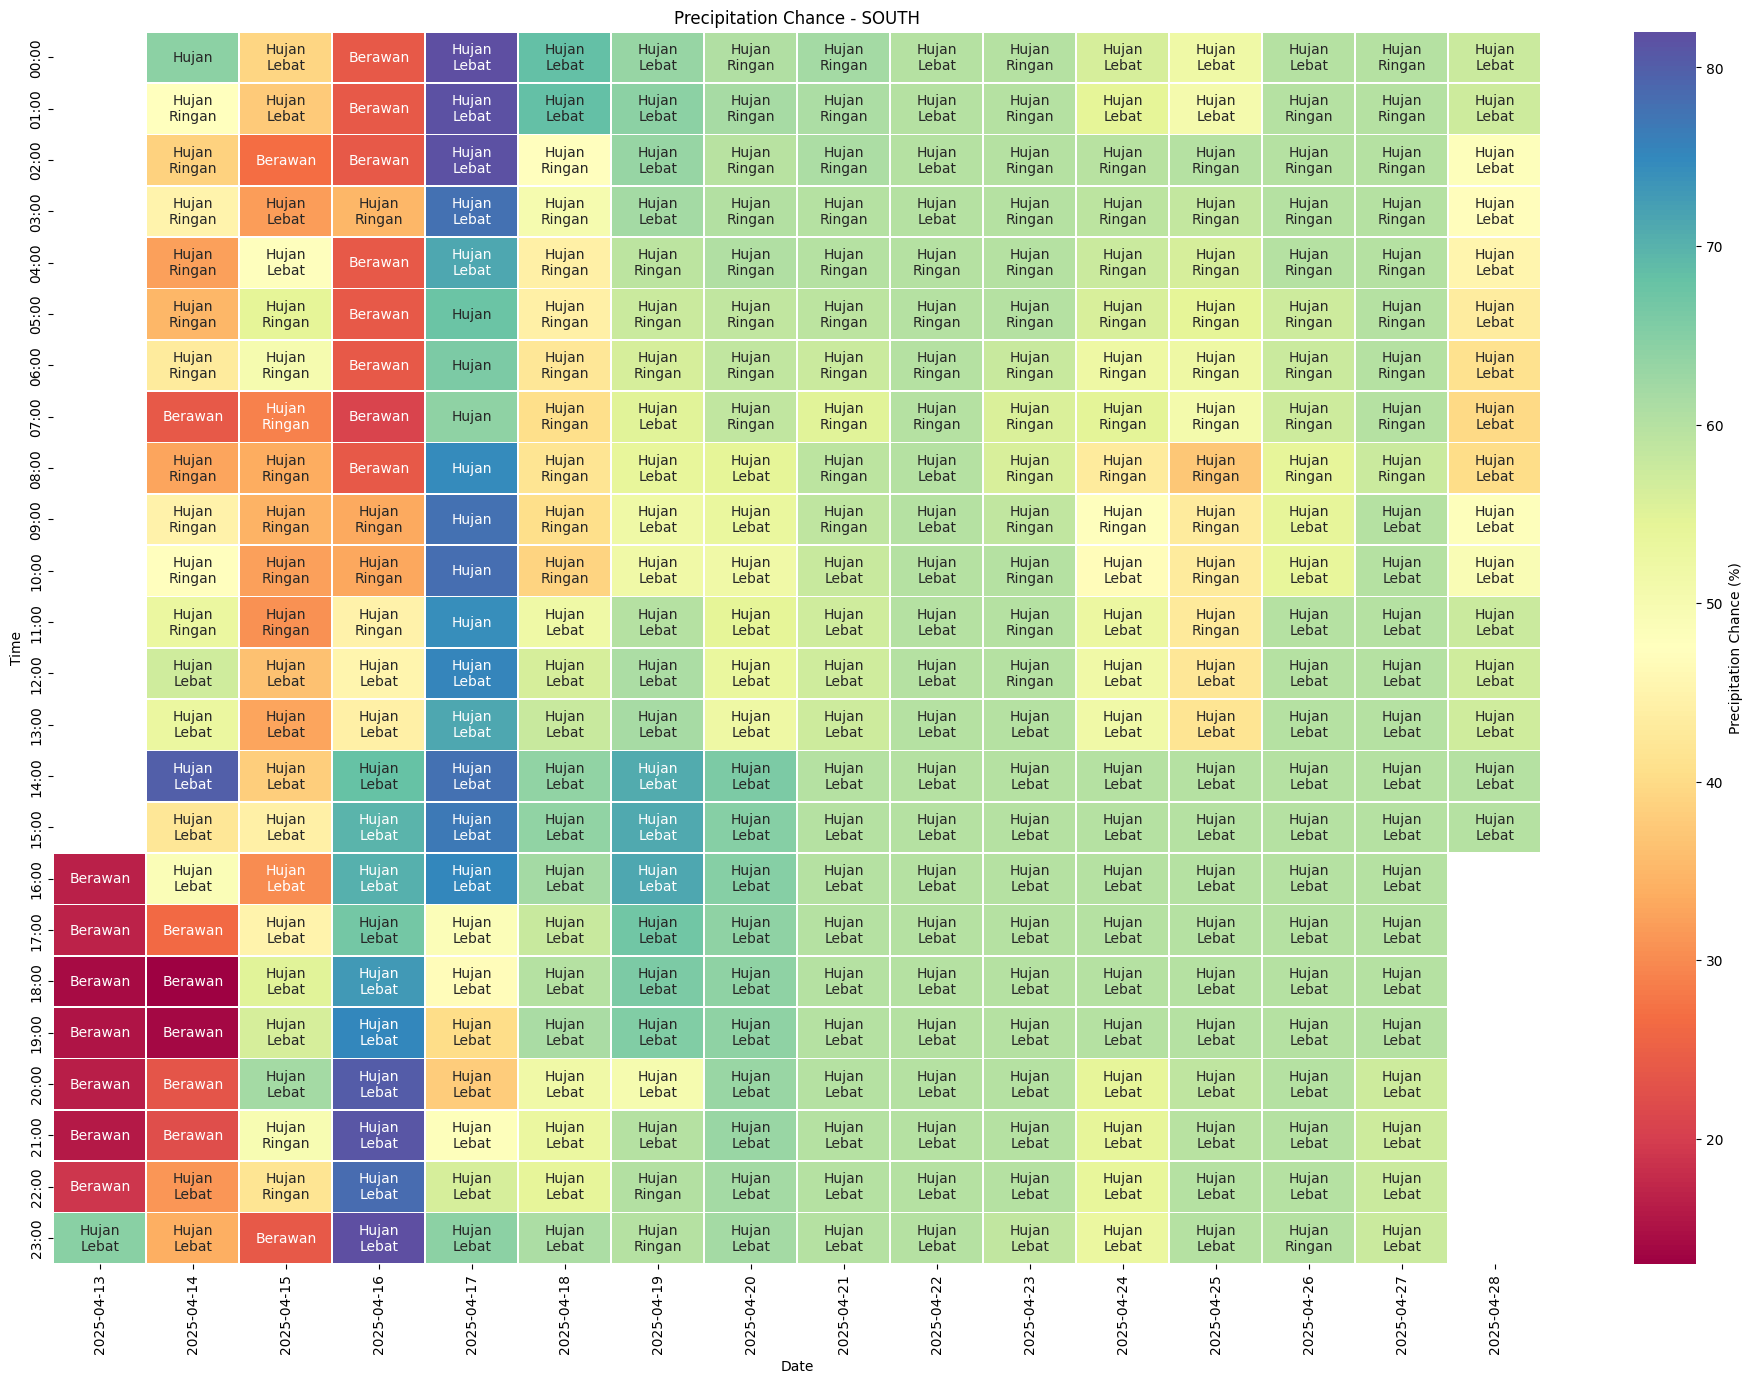 Precipitation Chance - SOUTH
00:00 Hujan Hujan Lebat Berawan Hujan Lebat Hujan Lebat Hujan Lebat Hujan Ringan Hujan Ringan Hujan Lebat Hujan Ringan Hujan Lebat Hujan Lebat Hujan Lebat Hujan Ringan Hujan Lebat
01:00 Hujan Ringan Hujan Lebat Berawan Hujan Lebat Hujan Lebat Hujan Lebat Hujan Ringan Hujan Ringan Hujan Lebat Hujan Ringan Hujan Lebat Hujan Lebat Hujan Ringan Hujan Ringan Hujan Lebat
02:00 Hujan Ringan Berawan Berawan Hujan Lebat Hujan Ringan Hujan Lebat Hujan Ringan Hujan Ringan Hujan Lebat Hujan Ringan Hujan Ringan Hujan Ringan Hujan Ringan Hujan Ringan Hujan Lebat
03:00 Hujan Ringan Hujan Lebat Hujan Ringan Hujan Lebat Hujan Ringan Hujan Lebat Hujan Ringan Hujan Ringan Hujan Lebat Hujan Ringan Hujan Ringan Hujan Ringan Hujan Ringan Hujan Ringan Hujan Lebat
04:00 Hujan Ringan Hujan Lebat Berawan Hujan Lebat Hujan Ringan Hujan Ringan Hujan Ringan Hujan Ringan Hujan Ringan Hujan Ringan Hujan Ringan Hujan Ringan Hujan Ringan Hujan Ringan Hujan Lebat
05:00 Hujan Ringan Hujan Ringan Berawan Hujan Hujan Ringan Hujan Ringan Hujan Ringan Hujan Ringan Hujan Ringan Hujan Ringan Hujan Ringan Hujan Ringan Hujan Ringan Hujan Ringan Hujan Lebat
06:00 Hujan Ringan Hujan Ringan Berawan Hujan Hujan Ringan Hujan Ringan Hujan Ringan Hujan Ringan Hujan Ringan Hujan Ringan Hujan Ringan Hujan Ringan Hujan Ringan Hujan Ringan Hujan Lebat
07:00 Berawan Hujan Ringan Berawan Hujan Hujan Ringan Hujan Lebat Hujan Ringan Hujan Ringan Hujan Ringan Hujan Ringan Hujan Ringan Hujan Ringan Hujan Ringan Hujan Ringan Hujan Lebat
08:00 Hujan Ringan Hujan Ringan Berawan Hujan Hujan Ringan Hujan Lebat Hujan Lebat Hujan Ringan Hujan Lebat Hujan Ringan Hujan Ringan Hujan Ringan Hujan Ringan Hujan Ringan Hujan Lebat
09:00 Hujan Ringan Hujan Ringan Hujan Ringan Hujan Hujan Ringan Hujan Lebat Hujan Lebat Hujan Ringan Hujan Lebat Hujan Ringan Hujan Ringan Hujan Ringan Hujan Lebat Hujan Lebat Hujan Lebat
10:00 Hujan Ringan Hujan Ringan Hujan Ringan Hujan Hujan Ringan Hujan Lebat Hujan Lebat Hujan Lebat Hujan Lebat Hujan Ringan Hujan Lebat Hujan Ringan Hujan Lebat Hujan Lebat Hujan Lebat
11:00 Hujan Ringan Hujan Ringan Hujan Ringan Hujan Hujan Lebat Hujan Lebat Hujan Lebat Hujan Lebat Hujan Lebat Hujan Ringan Hujan Lebat Hujan Ringan Hujan Lebat Hujan Lebat Hujan Lebat
12:00 Hujan Lebat Hujan Lebat Hujan Lebat Hujan Lebat Hujan Lebat Hujan Lebat Hujan Lebat Hujan Lebat Hujan Lebat Hujan Ringan Hujan Lebat Hujan Lebat Hujan Lebat Hujan Lebat Hujan Lebat
13:00 Hujan Lebat Hujan Lebat Hujan Lebat Hujan Lebat Hujan Lebat Hujan Lebat Hujan Lebat Hujan Lebat Hujan Lebat Hujan Lebat Hujan Lebat Hujan Lebat Hujan Lebat Hujan Lebat Hujan Lebat
14:00 Hujan Lebat Hujan Lebat Hujan Lebat Hujan Lebat Hujan Lebat Hujan Lebat Hujan Lebat Hujan Lebat Hujan Lebat Hujan Lebat Hujan Lebat Hujan Lebat Hujan Lebat Hujan Lebat Hujan Lebat
15:00 Hujan Lebat Hujan Lebat Hujan Lebat Hujan Lebat Hujan Lebat Hujan Lebat Hujan Lebat Hujan Lebat Hujan Lebat Hujan Lebat Hujan Lebat Hujan Lebat Hujan Lebat Hujan Lebat Hujan Lebat
16:00 Berawan Hujan Lebat Hujan Lebat Hujan Lebat Hujan Lebat Hujan Lebat Hujan Lebat Hujan Lebat Hujan Lebat Hujan Lebat Hujan Lebat Hujan Lebat Hujan Lebat Hujan Lebat Hujan Lebat
17:00 Berawan Berawan Hujan Lebat Hujan Lebat Hujan Lebat Hujan Lebat Hujan Lebat Hujan Lebat Hujan Lebat Hujan Lebat Hujan Lebat Hujan Lebat Hujan Lebat Hujan Lebat Hujan Lebat
18:00 Berawan Berawan Hujan Lebat Hujan Lebat Hujan Lebat Hujan Lebat Hujan Lebat Hujan Lebat Hujan Lebat Hujan Lebat Hujan Lebat Hujan Lebat Hujan Lebat Hujan Lebat Hujan Lebat
19:00 Berawan Berawan Hujan Lebat Hujan Lebat Hujan Lebat Hujan Lebat Hujan Lebat Hujan Lebat Hujan Lebat Hujan Lebat Hujan Lebat Hujan Lebat Hujan Lebat Hujan Lebat Hujan Lebat
20:00 Berawan Berawan Hujan Lebat Hujan Lebat Hujan Lebat Hujan Lebat Hujan Lebat Hujan Lebat Hujan Lebat Hujan Lebat Hujan Lebat Hujan Lebat Hujan Lebat Hujan Lebat Hujan Lebat
21:00 Berawan Berawan Hujan Ringan Hujan Lebat Hujan Lebat Hujan Lebat Hujan Lebat Hujan Lebat Hujan Lebat Hujan Lebat Hujan Lebat Hujan Lebat Hujan Lebat Hujan Lebat Hujan Lebat
22:00 Berawan Hujan Lebat Hujan Ringan Hujan Lebat Hujan Lebat Hujan Lebat Hujan Ringan Hujan Lebat Hujan Lebat Hujan Lebat Hujan Lebat Hujan Lebat Hujan Lebat Hujan Lebat Hujan Lebat
23:00 Hujan Lebat Hujan Lebat Berawan Hujan Lebat Hujan Lebat Hujan Lebat Hujan Ringan Hujan Lebat Hujan Lebat Hujan Lebat Hujan Lebat Hujan Lebat Hujan Lebat Hujan Ringan Hujan Lebat
Time
2025-04-13 2025-04-14 2025-04-15 2025-04-16 2025-04-17 2025-04-18 2025-04-19 2025-04-20 2025-04-21 2025-04-22 2025-04-23 2025-04-24 2025-04-25 2025-04-26 2025-04-27 2025-04-28
Date
80
70
60
50
40
30
20
Precipitation Chance (%)